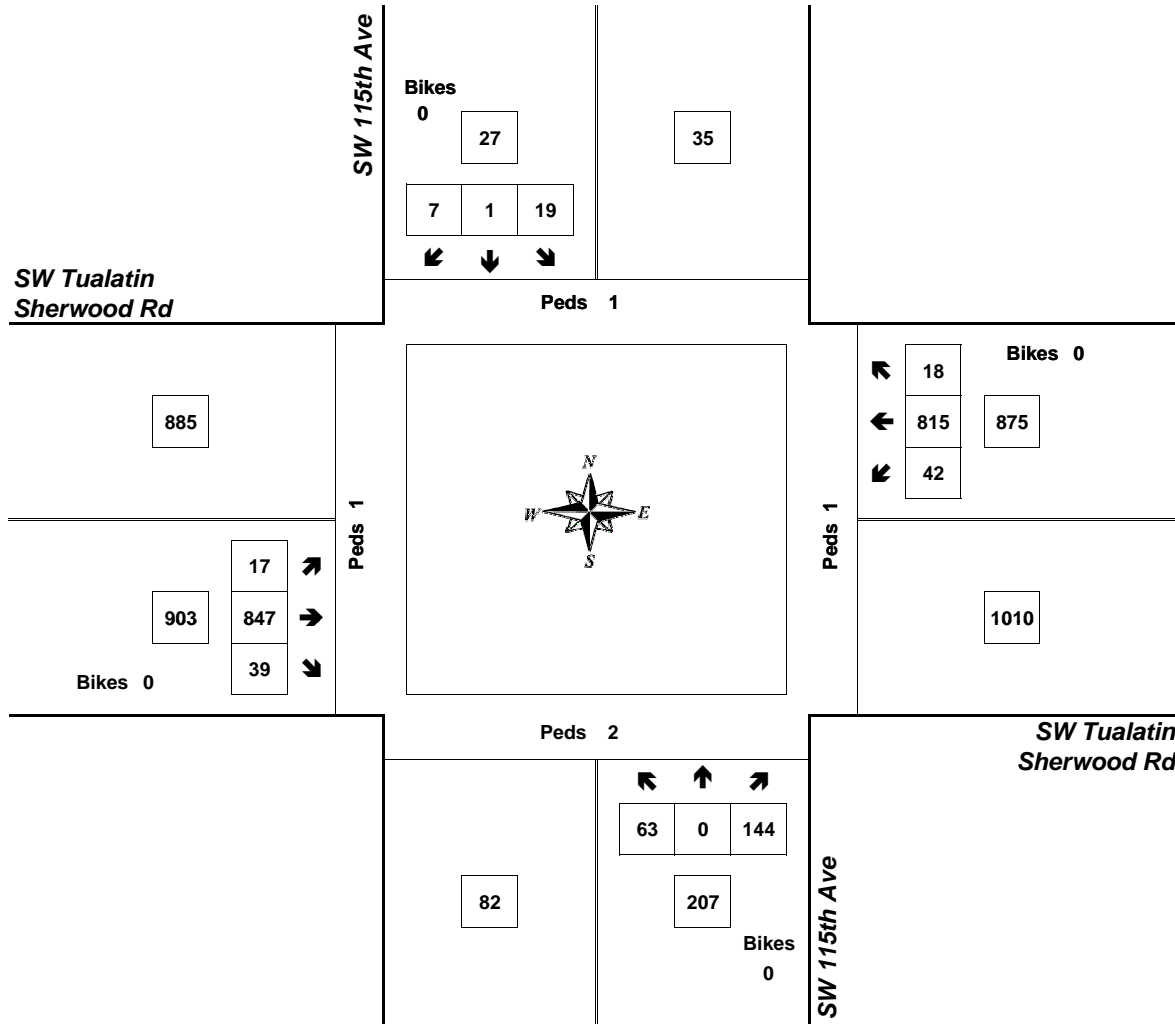 SW 115th Ave
Bikes
0
27
35
7 1 19
SW Tualatin
Sherwood Rd
Peds 1
Bikes 0
18
885
815 875
42
N
W E
S
Peds 1
Peds 1
17
903 847
39
1010
Bikes 0
Peds 2
SW Tualatin
Sherwood Rd
63 0 144
82
207
Bikes
0
SW 115th Ave